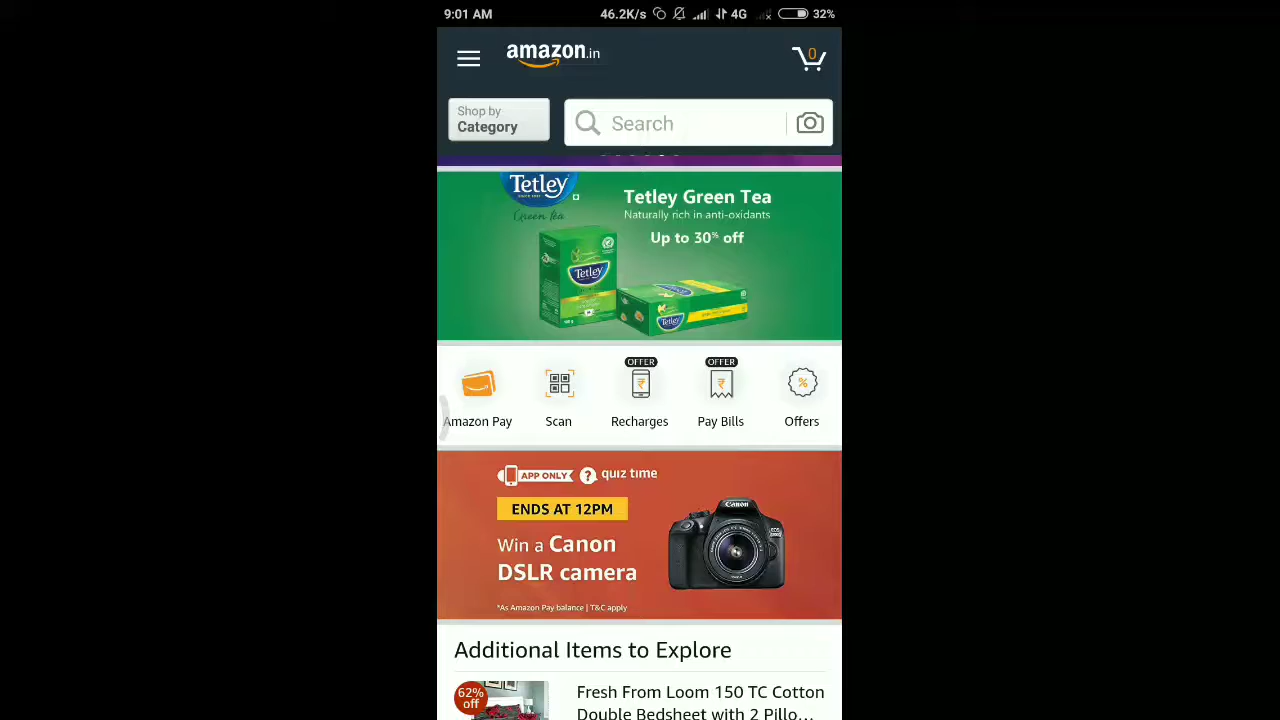 9:01 AM 46.2K/s 4G 32%
amazon.in
0
Shop by
Category
Search
Tetley
Green tea
Tetley Green Tea
Naturally rich in anti-oxidants
Up to 30% off
Tetley
Tetley
OFFER OFFER
Amazon Pay Scan Recharges Pay Bills Offers
APP ONLY ? quiz time
ENDS AT 12PM
Win a Canon
DSLR camera
*As Amazon Pay balance | T&C apply
Canon
Additional Items to Explore
62%
off
Fresh From Loom 150 TC Cotton
Double Bedsheet with 2 Pillo...